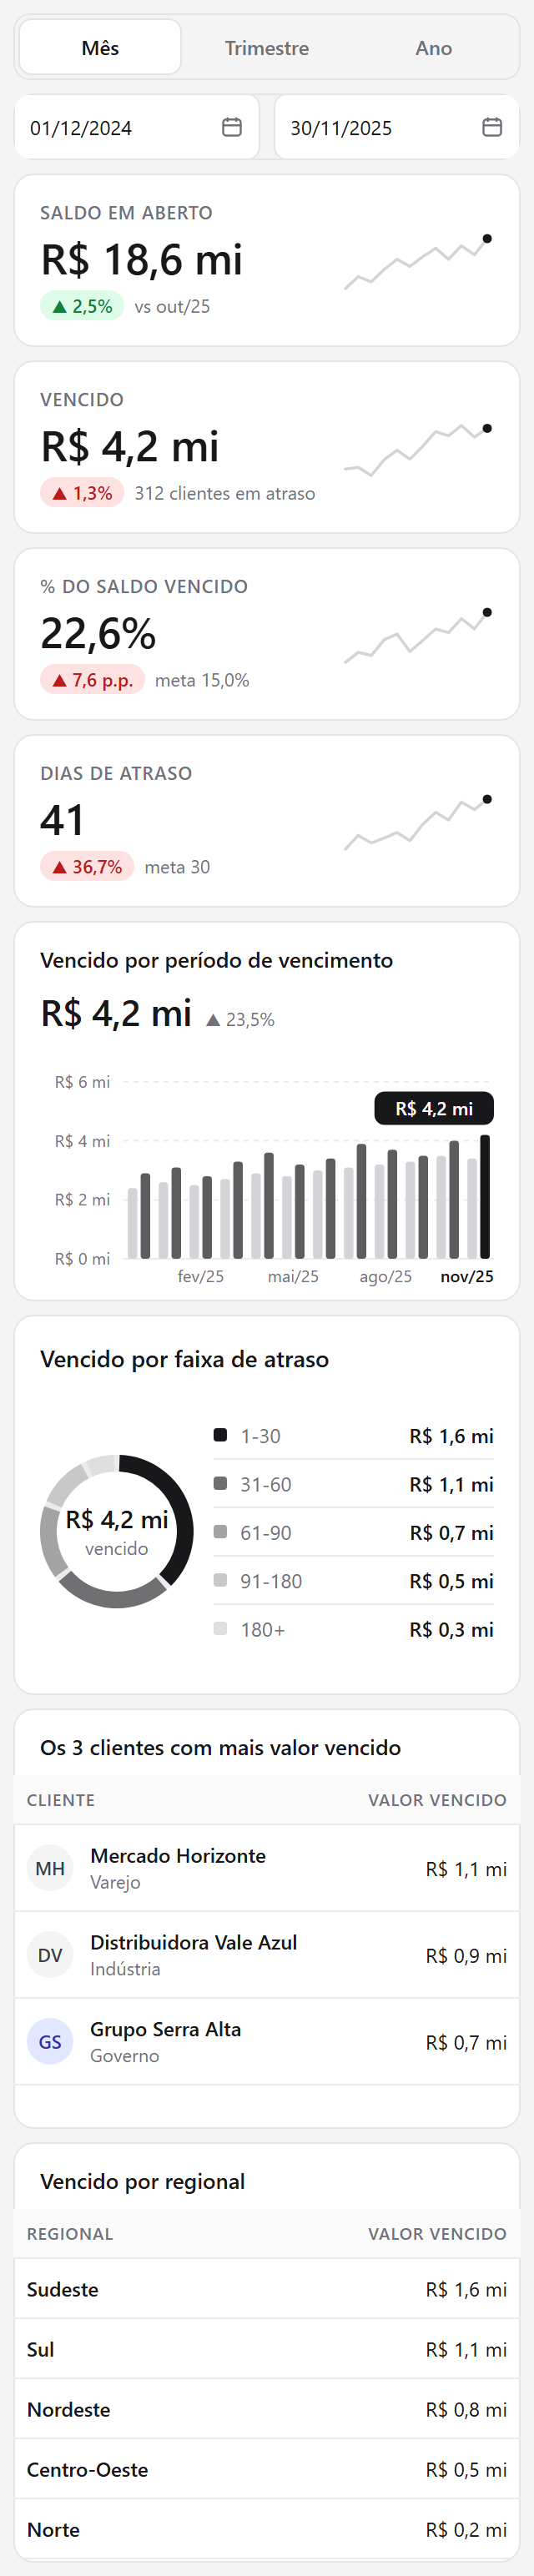 Mês Trimestre Ano
01/12/2024 30/11/2025
SALDO EM ABERTO
R$ 18,6 mi
▲ 2,5% vs out/25
VENCIDO
R$ 4,2 mi
▲ 1,3% 312 clientes em atraso
% DO SALDO VENCIDO
22,6%
▲ 7,6 p.p. meta 15,0%
DIAS DE ATRASO
41
▲ 36,7% meta 30
Vencido por período de vencimento
R$ 4,2 mi ▲ 23,5%
R$ 6 mi
R$ 4,2 mi
R$ 4 mi
R$ 2 mi
R$ 0 mi
fev/25 mai/25 ago/25 nov/25
Vencido por faixa de atraso
R$ 4,2 mi
vencido
1-30 R$ 1,6 mi
31-60 R$ 1,1 mi
61-90 R$ 0,7 mi
91-180 R$ 0,5 mi
180+ R$ 0,3 mi
Os 3 clientes com mais valor vencido
CLIENTE VALOR VENCIDO
MH Mercado Horizonte R$ 1,1 mi
Varejo
DV Distribuidora Vale Azul R$ 0,9 mi
Indústria
GS Grupo Serra Alta R$ 0,7 mi
Governo
Vencido por regional
REGIONAL VALOR VENCIDO
Sudeste R$ 1,6 mi
Sul R$ 1,1 mi
Nordeste R$ 0,8 mi
Centro-Oeste R$ 0,5 mi
Norte R$ 0,2 mi